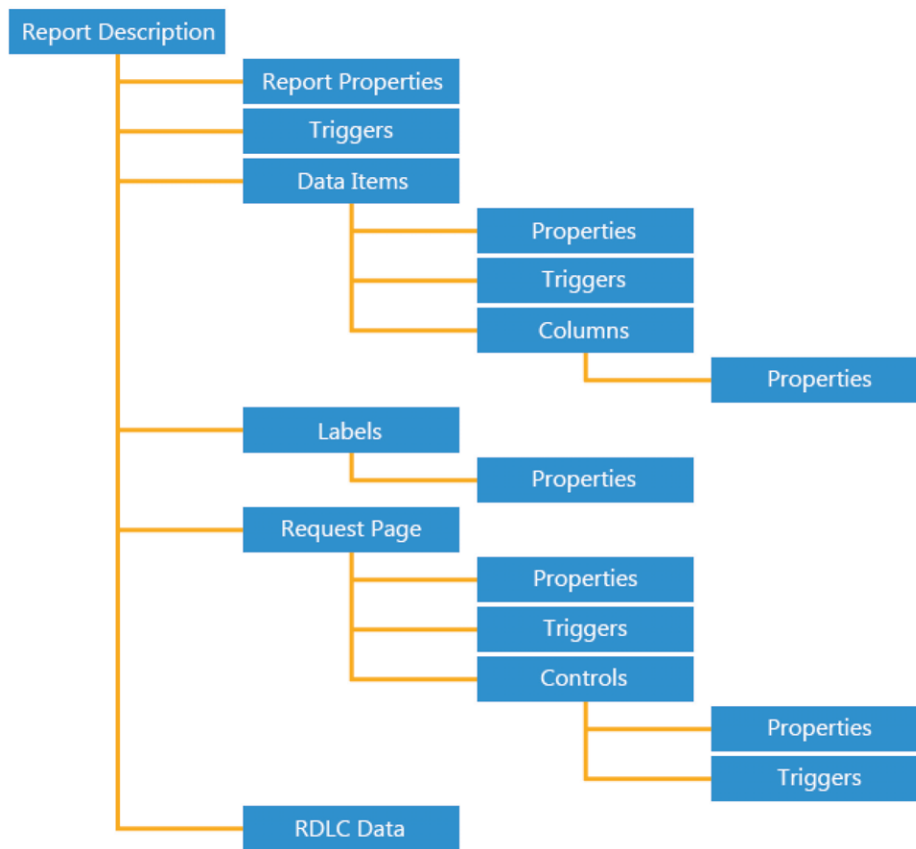 Report Description
Report Properties
Triggers
Data Items
Properties
Triggers
Columns
Properties
Labels
Properties
Request Page
Properties
Triggers
Controls
Properties
Triggers
RDLC Data